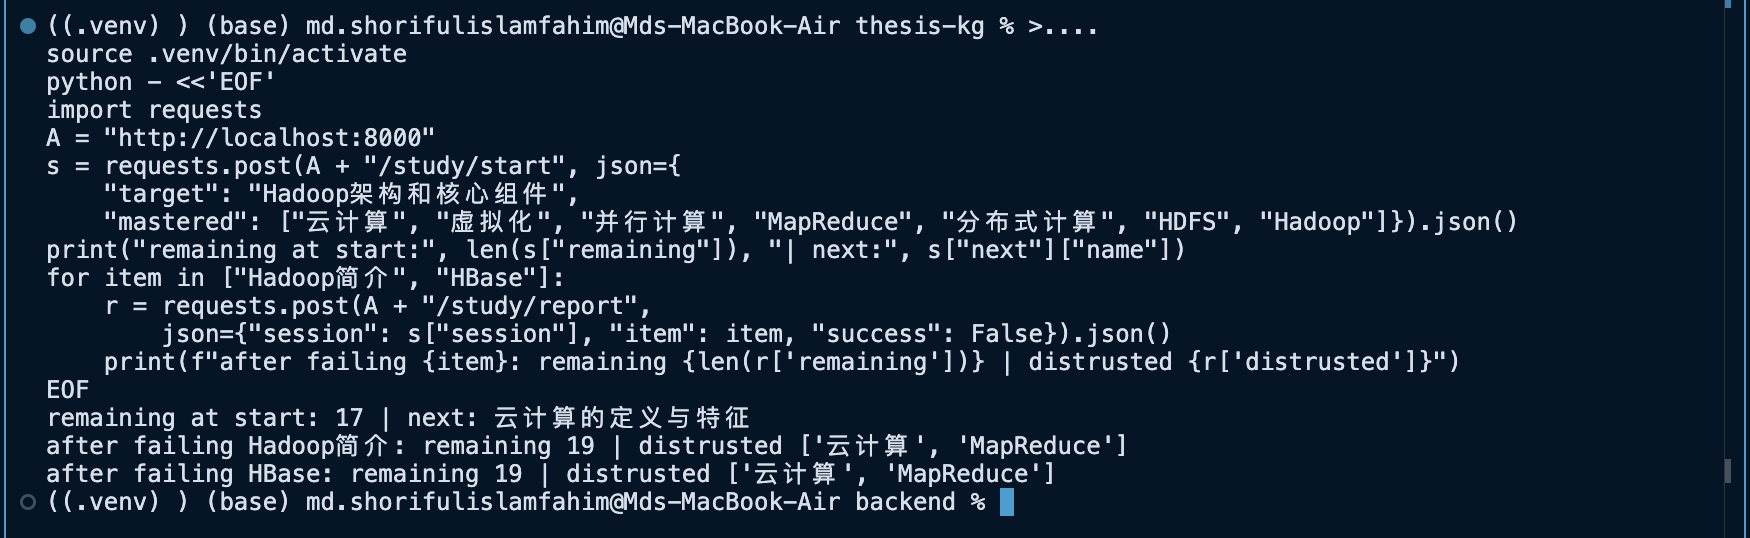 ((.venv) ) (base) md.shorifulislamfahim@Mds-MacBook-Air thesis-kg % >....
source .venv/bin/activate
python - <<'EOF'
import requests
A = "http://localhost:8000"
s = requests.post(A + "/study/start", json={
    "target": "Hadoop架构和核心组件",
    "mastered": ["云计算", "虚拟化", "并行计算", "MapReduce", "分布式计算", "HDFS", "Hadoop"]}).json()
print("remaining at start:", len(s["remaining"]), "| next:", s["next"]["name"])
for item in ["Hadoop简介", "HBase"]:
    r = requests.post(A + "/study/report",
        json={"session": s["session"], "item": item, "success": False}).json()
    print(f"after failing {item}: remaining {len(r['remaining'])} | distrusted {r['distrusted']}")
EOF
remaining at start: 17 | next: 云计算的定义与特征
after failing Hadoop简介: remaining 19 | distrusted ['云计算', 'MapReduce']
after failing HBase: remaining 19 | distrusted ['云计算', 'MapReduce']
((.venv) ) (base) md.shorifulislamfahim@Mds-MacBook-Air backend %